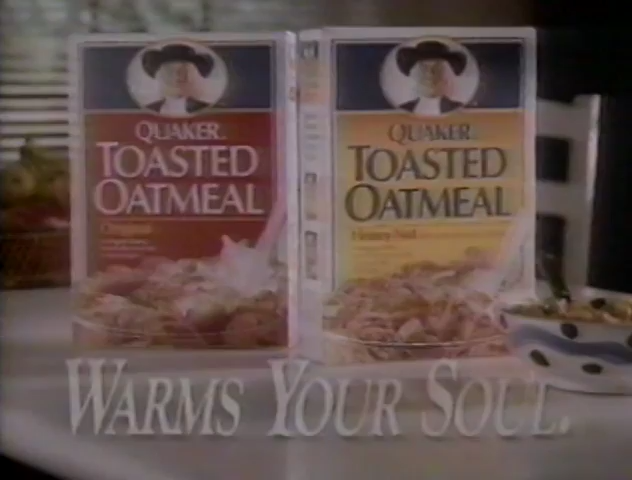 QUAKER
TOASTED
OATMEAL
Original
QUAKER
TOASTED
OATMEAL
Honey Nut
WARMS YOUR SOUL.